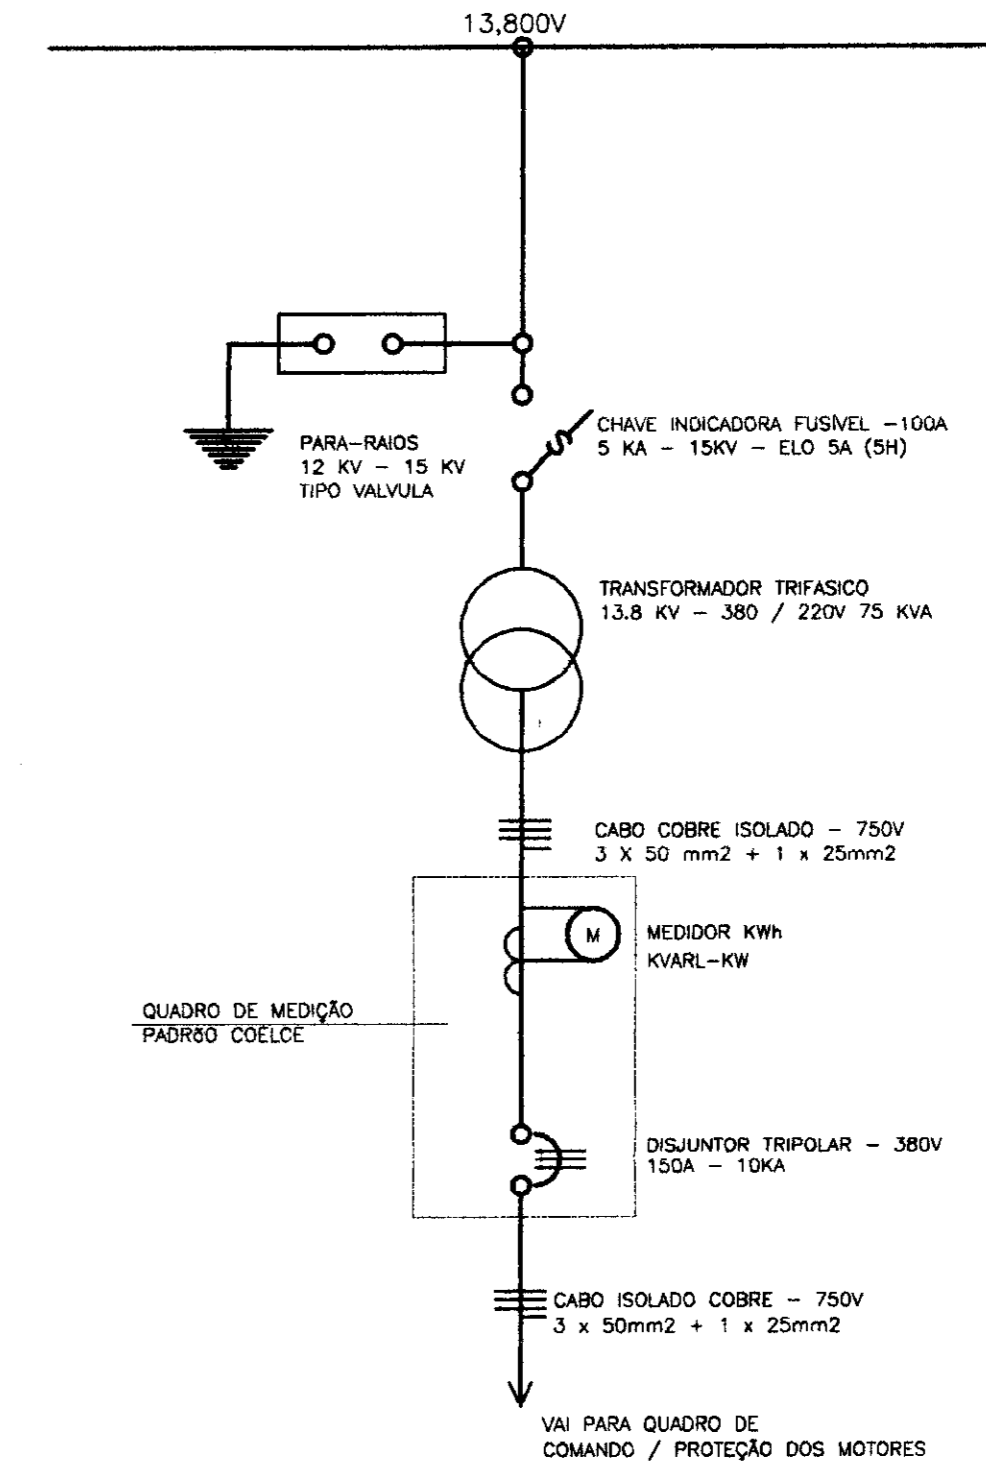 13,800V
CHAVE INDICADORA FUSÍVEL -100A
5 KA - 15KV - ELO 5A (5H)
PARA-RAIOS
12 KV - 15 KV
TIPO VALVULA
TRANSFORMADOR TRIFASICO
13.8 KV - 380 / 220V 75 KVA
CABO COBRE ISOLADO - 750V
3 X 50 mm2 + 1 x 25mm2
M
MEDIDOR KWh
KVARL-KW
QUADRO DE MEDIÇÃO
PADRÕO COELCE
DISJUNTOR TRIPOLAR - 380V
150A - 10KA
CABO ISOLADO COBRE - 750V
3 x 50mm2 + 1 x 25mm2
VAI PARA QUADRO DE
COMANDO / PROTEÇÃO DOS MOTORES